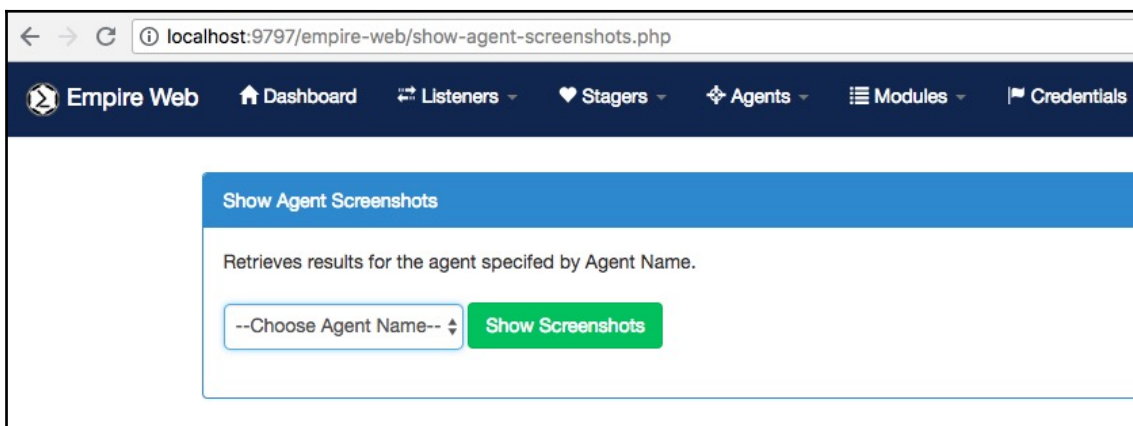 localhost:9797/empire-web/show-agent-screenshots.php
Empire Web Dashboard Listeners Stagers Agents Modules Credentials
Show Agent Screenshots
Retrieves results for the agent specifed by Agent Name.
--Choose Agent Name-- Show Screenshots